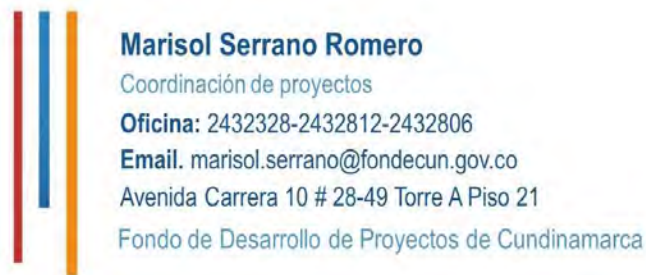 Marisol Serrano Romero
Coordinación de proyectos
Oficina: 2432328-2432812-2432806
Email. marisol.serrano@fondecun.gov.co
Avenida Carrera 10 # 28-49 Torre A Piso 21
Fondo de Desarrollo de Proyectos de Cundinamarca